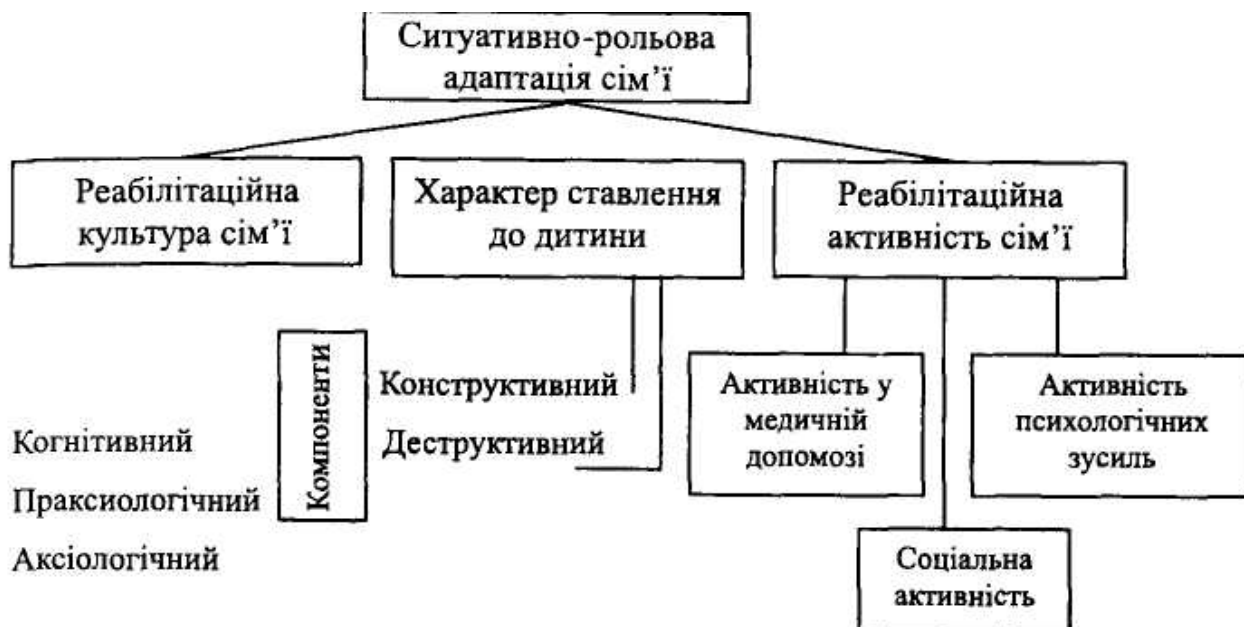 Ситуативно-рольова
адаптація сім’ї
Реабілітаційна
культура сім’ї
Характер ставлення
до дитини
Реабілітаційна
активність сім’ї
Компоненти
Когнітивний
Праксиологічний
Аксіологічний
Конструктивний
Деструктивний
Активність у
медичній
допомозі
Активність
психологічних
зусиль
Соціальна
активність